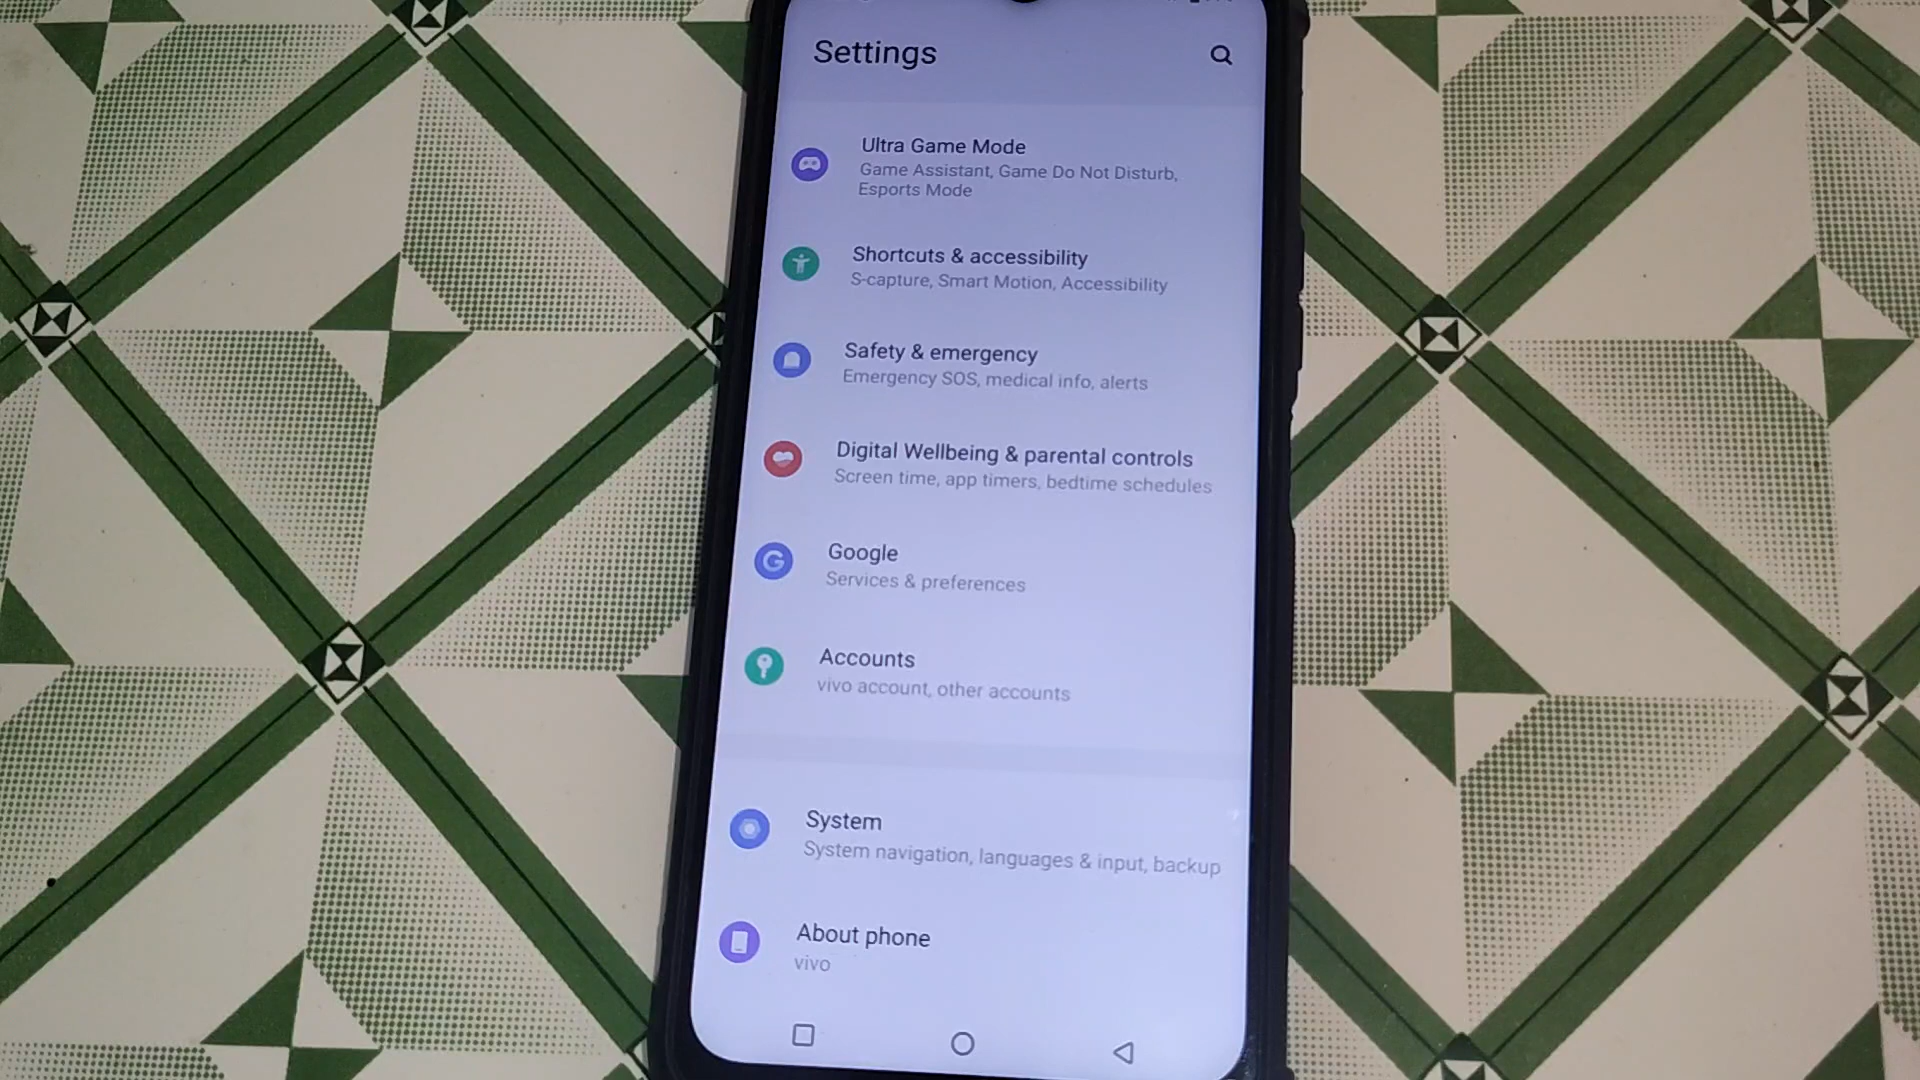 Settings
Ultra Game Mode
Game Assistant, Game Do Not Disturb,
Esports Mode
Shortcuts & accessibility
S-capture, Smart Motion, Accessibility
Safety & emergency
Emergency SOS, medical info, alerts
Digital Wellbeing & parental controls
Screen time, app timers, bedtime schedules
Google
Services & preferences
Accounts
vivo account, other accounts
System
System navigation, languages & input, backup
About phone
vivo